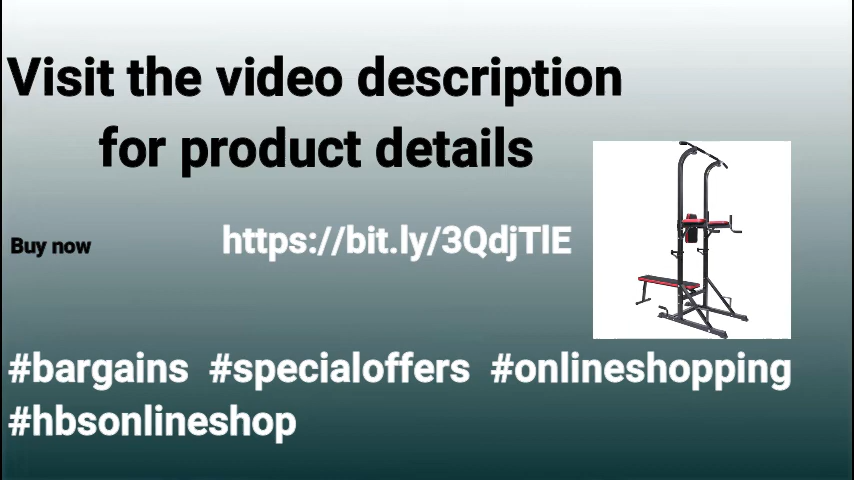 Visit the video description
for product details
Buy now https://bit.ly/3QdjTlE
#bargains #specialoffers #onlineshopping
#hbsonlineshop